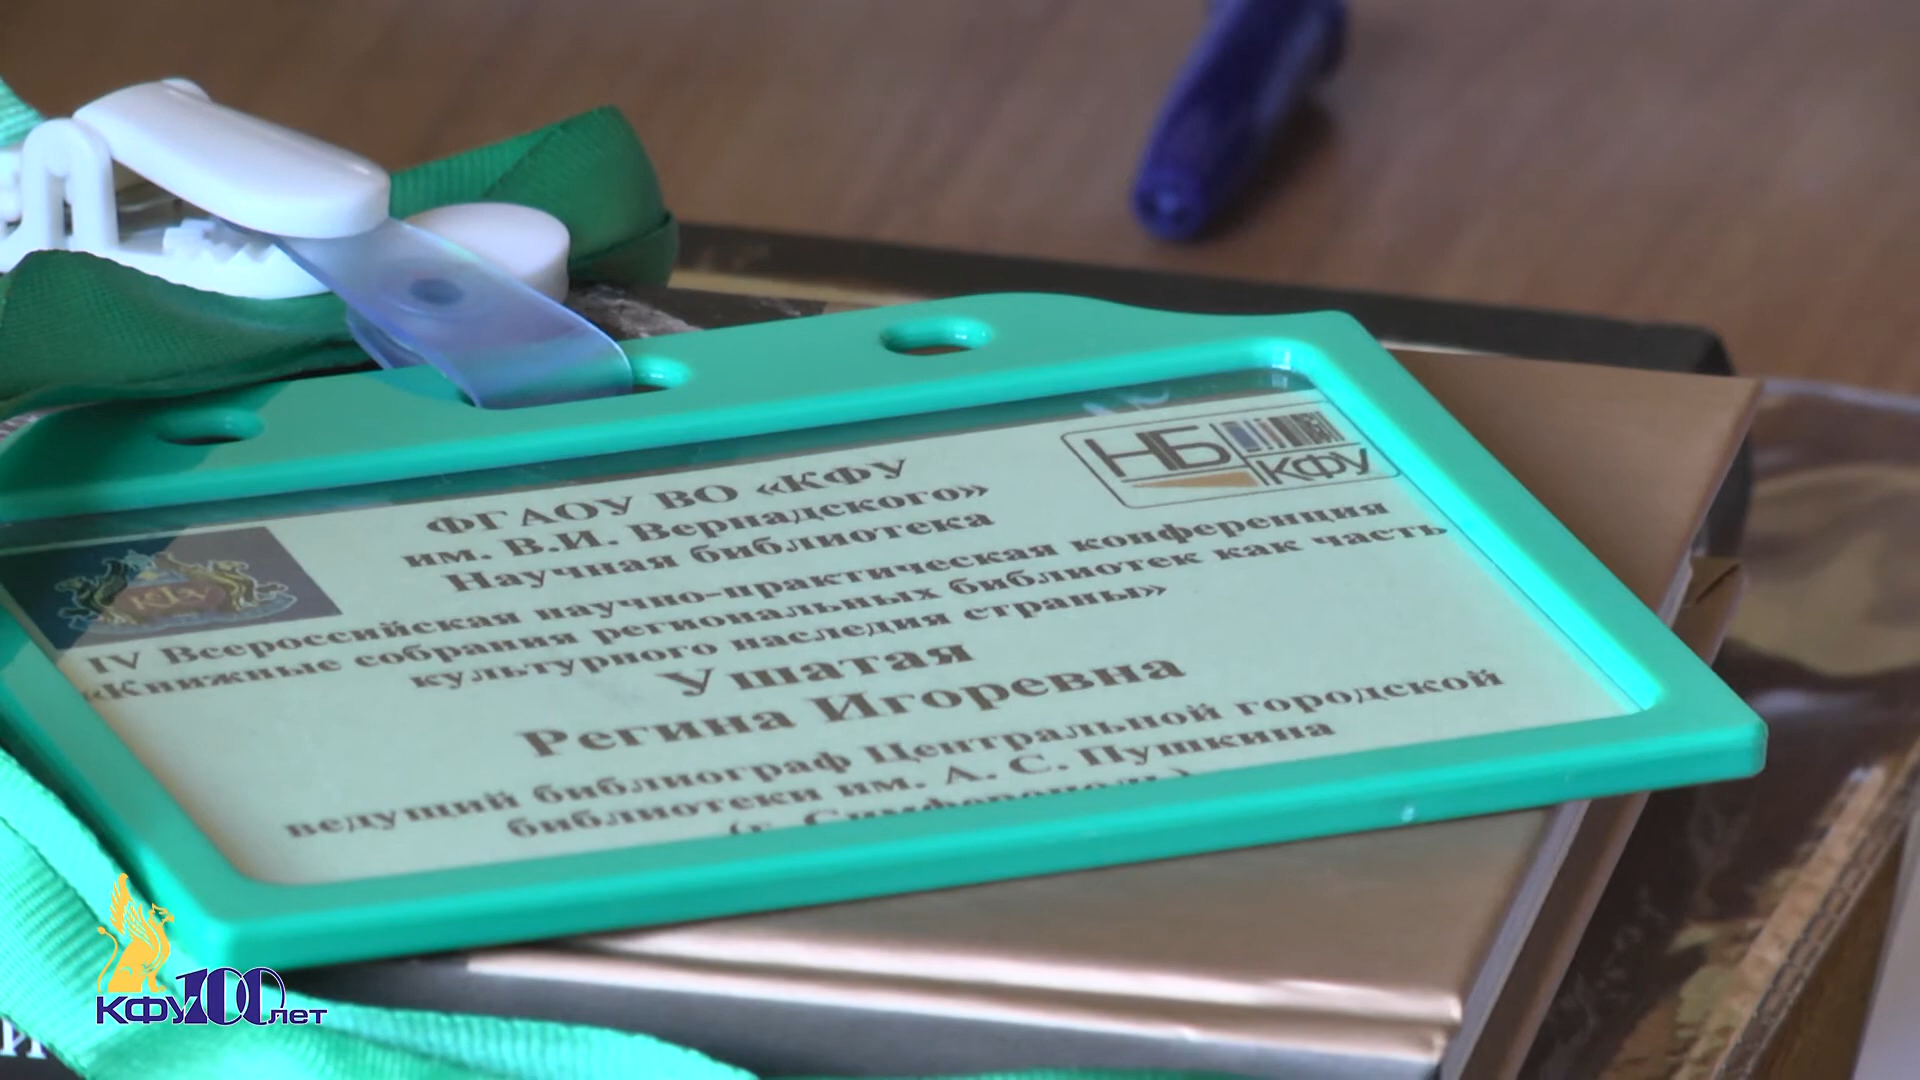 НБ
КФУ
ФГАОУ ВО «КФУ
им. В.И. Вернадского»
Научная библиотека
IV Всероссийская научно-практическая конференция
«Книжные собрания региональных библиотек как часть
культурного наследия страны»
Ушатая
Регина Игоревна
ведущий библиограф Центральной городской
библиотеки им. А. С. Пушкина
(г. Симферополь)
КФУ 100 лет